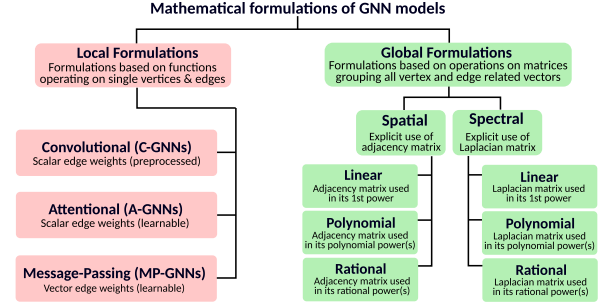 Mathematical formulations of GNN models
Local Formulations
Formulations based on functions
operating on single vertices & edges
Convolutional (C-GNNs)
Scalar edge weights (preprocessed)
Attentional (A-GNNs)
Scalar edge weights (learnable)
Message-Passing (MP-GNNs)
Vector edge weights (learnable)
Global Formulations
Formulations based on operations on matrices
grouping all vertex and edge related vectors
Spatial
Explicit use of
adjacency matrix
Linear
Adjacency matrix used
in its 1st power
Polynomial
Adjacency matrix used
in its polynomial power(s)
Rational
Adjacency matrix used
in its rational power(s)
Spectral
Explicit use of
Laplacian matrix
Linear
Laplacian matrix used
in its 1st power
Polynomial
Laplacian matrix used
in its polynomial power(s)
Rational
Laplacian matrix used
in its rational power(s)